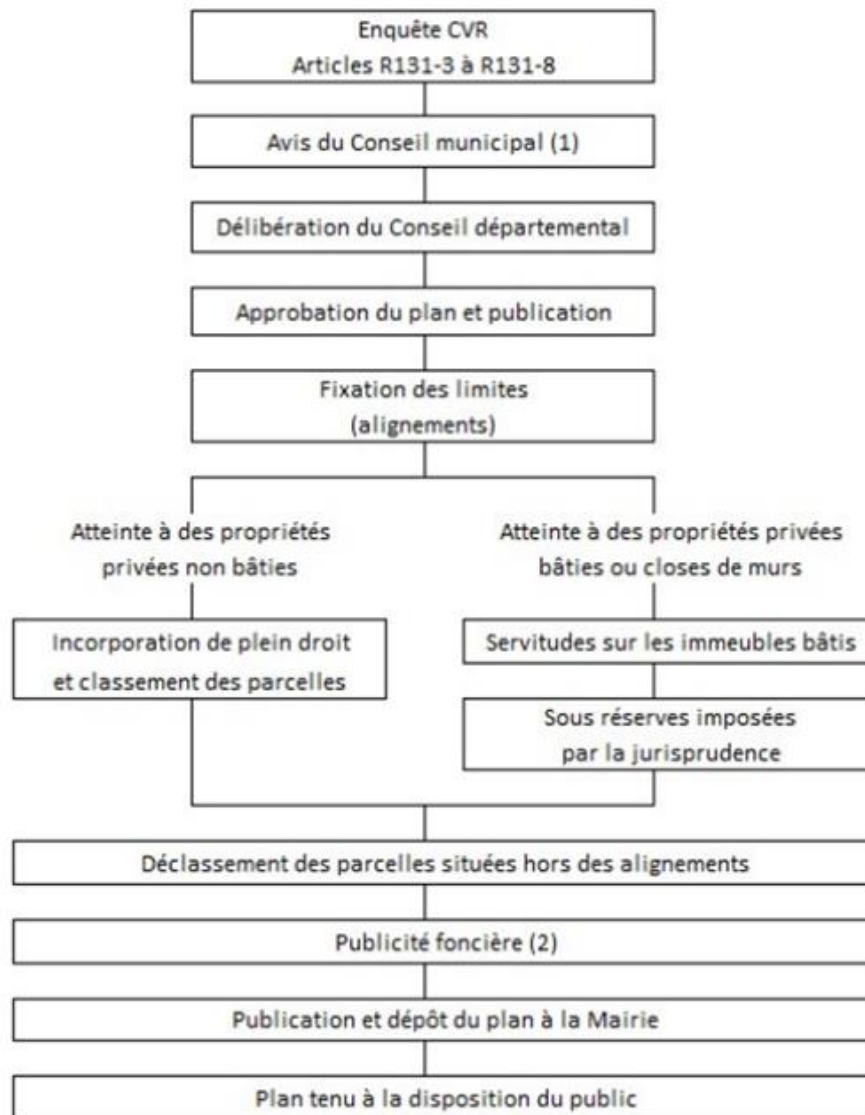 Enquête CVR
Articles R131-3 à R131-8
Avis du Conseil municipal (1)
Délibération du Conseil départemental
Approbation du plan et publication
Fixation des limites
(alignements)
Atteinte à des propriétés
privées non bâties
Incorporation de plein droit
et classement des parcelles
Atteinte à des propriétés privées
bâties ou closes de murs
Servitudes sur les immeubles bâtis
Sous réserves imposées
par la jurisprudence
Déclassement des parcelles situées hors des alignements
Publicité foncière (2)
Publication et dépôt du plan à la Mairie
Plan tenu à la disposition du public